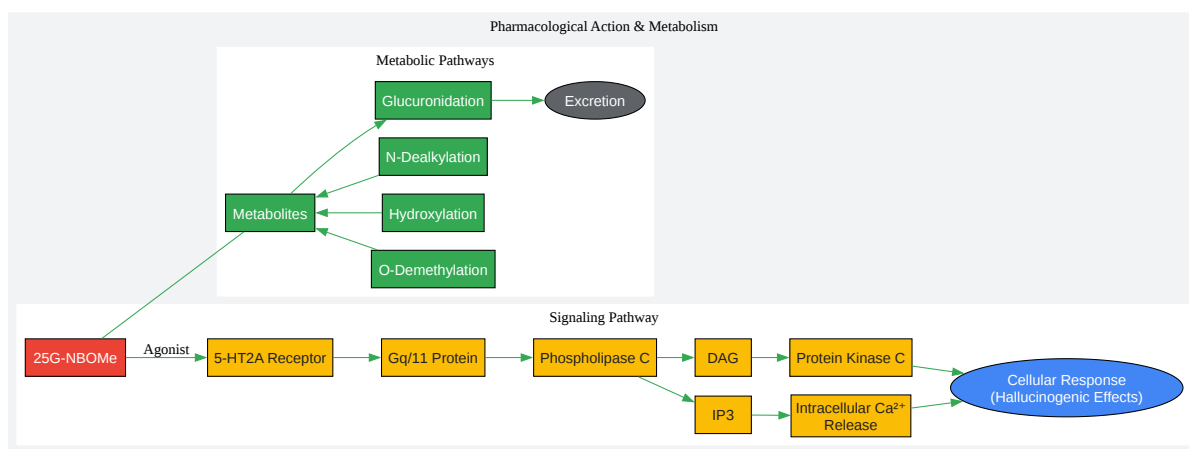 Pharmacological Action & Metabolism
Metabolic Pathways
Glucuronidation
Excretion
N-Dealkylation
Metabolites
Hydroxylation
O-Demethylation
Signaling Pathway
25G-NBOMe
Agonist
5-HT2A Receptor
Gq/11 Protein
Phospholipase C
DAG
Protein Kinase C
Cellular Response
(Hallucinogenic Effects)
IP3
Intracellular Ca²⁺
Release